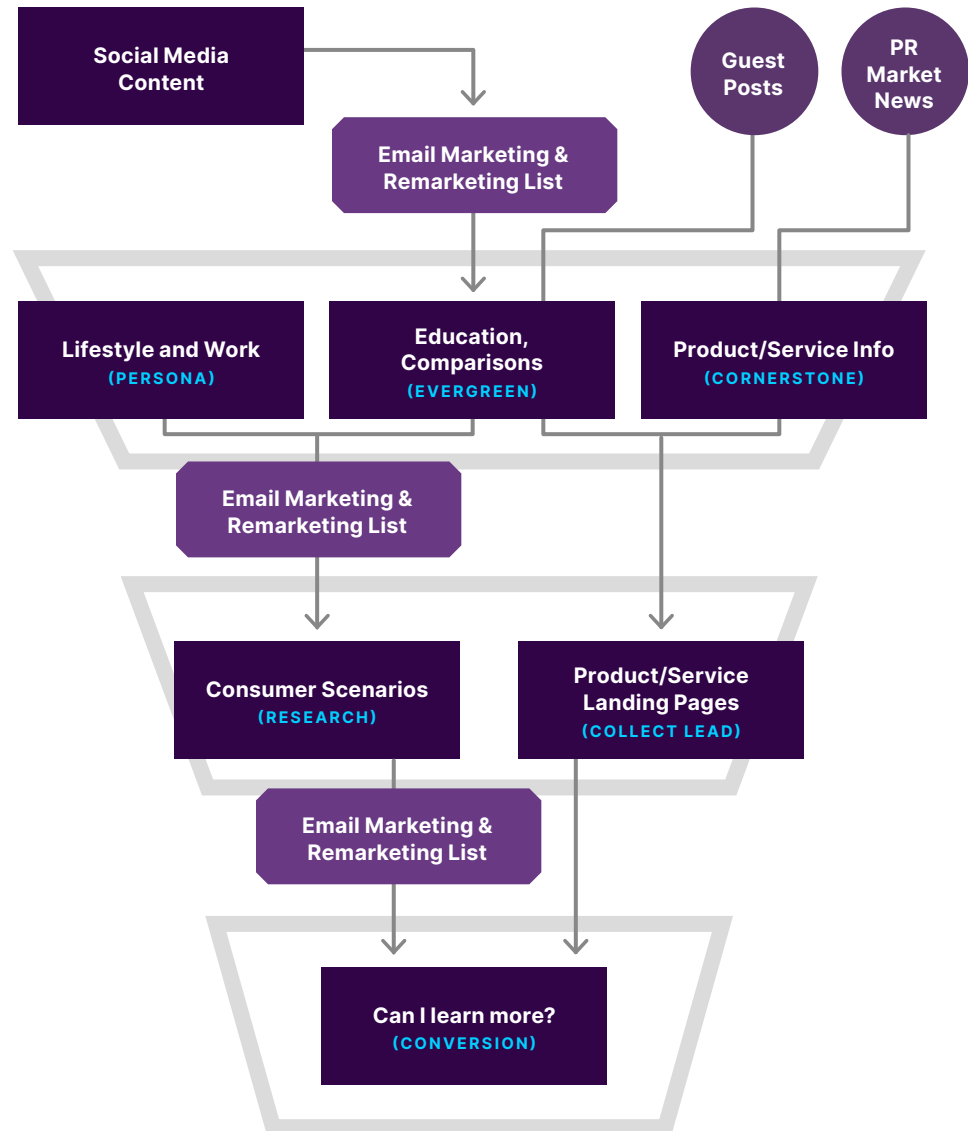 Social Media
Content
Guest
Posts
PR
Market
News
Email Marketing &
Remarketing List
Lifestyle and Work
(PERSONA)
Education,
Comparisons
(EVERGREEN)
Product/Service Info
(CORNERSTONE)
Email Marketing &
Remarketing List
Consumer Scenarios
(RESEARCH)
Product/Service
Landing Pages
(COLLECT LEAD)
Email Marketing &
Remarketing List
Can I learn more?
(CONVERSION)